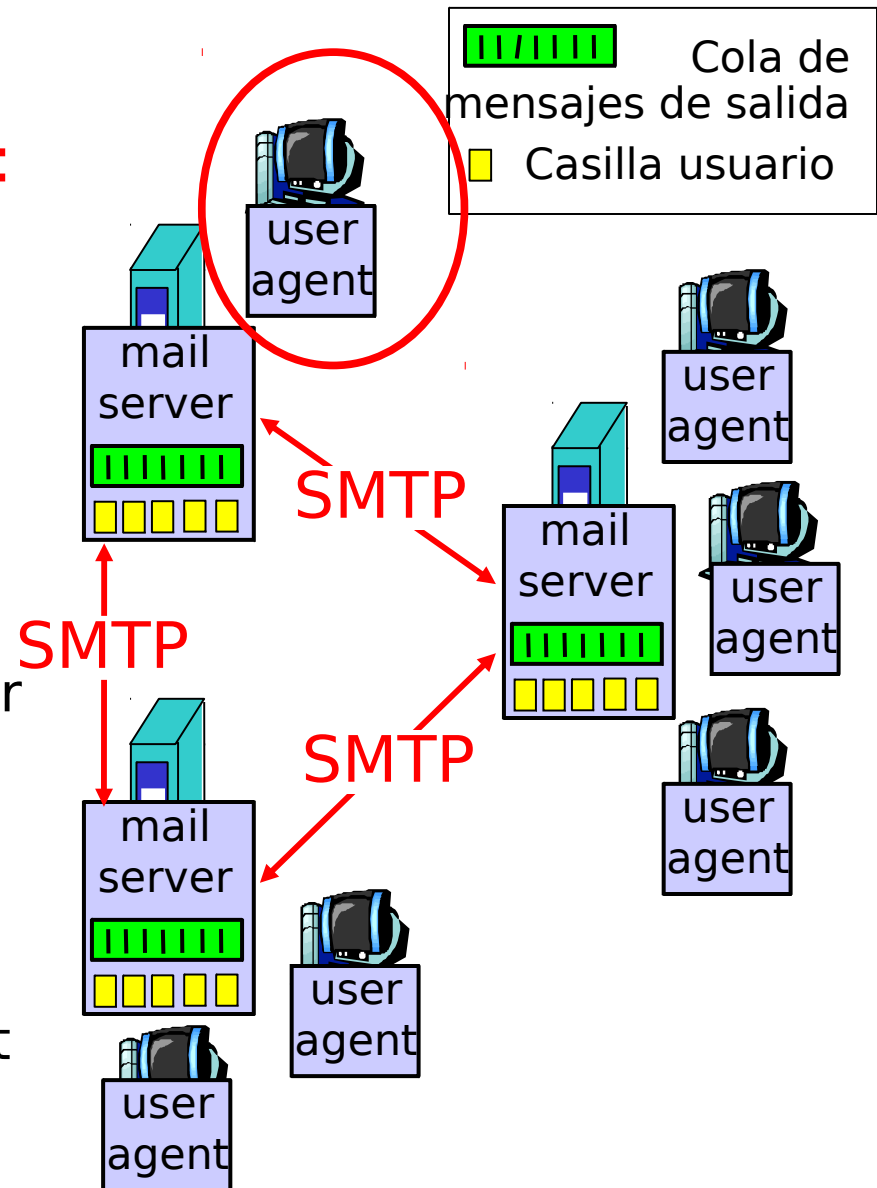 Cola de
mensajes de salida
Casilla usuario
:
user
agent
mail
server
user
agent
SMTP
mail
server
user
agent
SMTP
r
SMTP
user
agent
mail
server
user
agent
t
user
agent